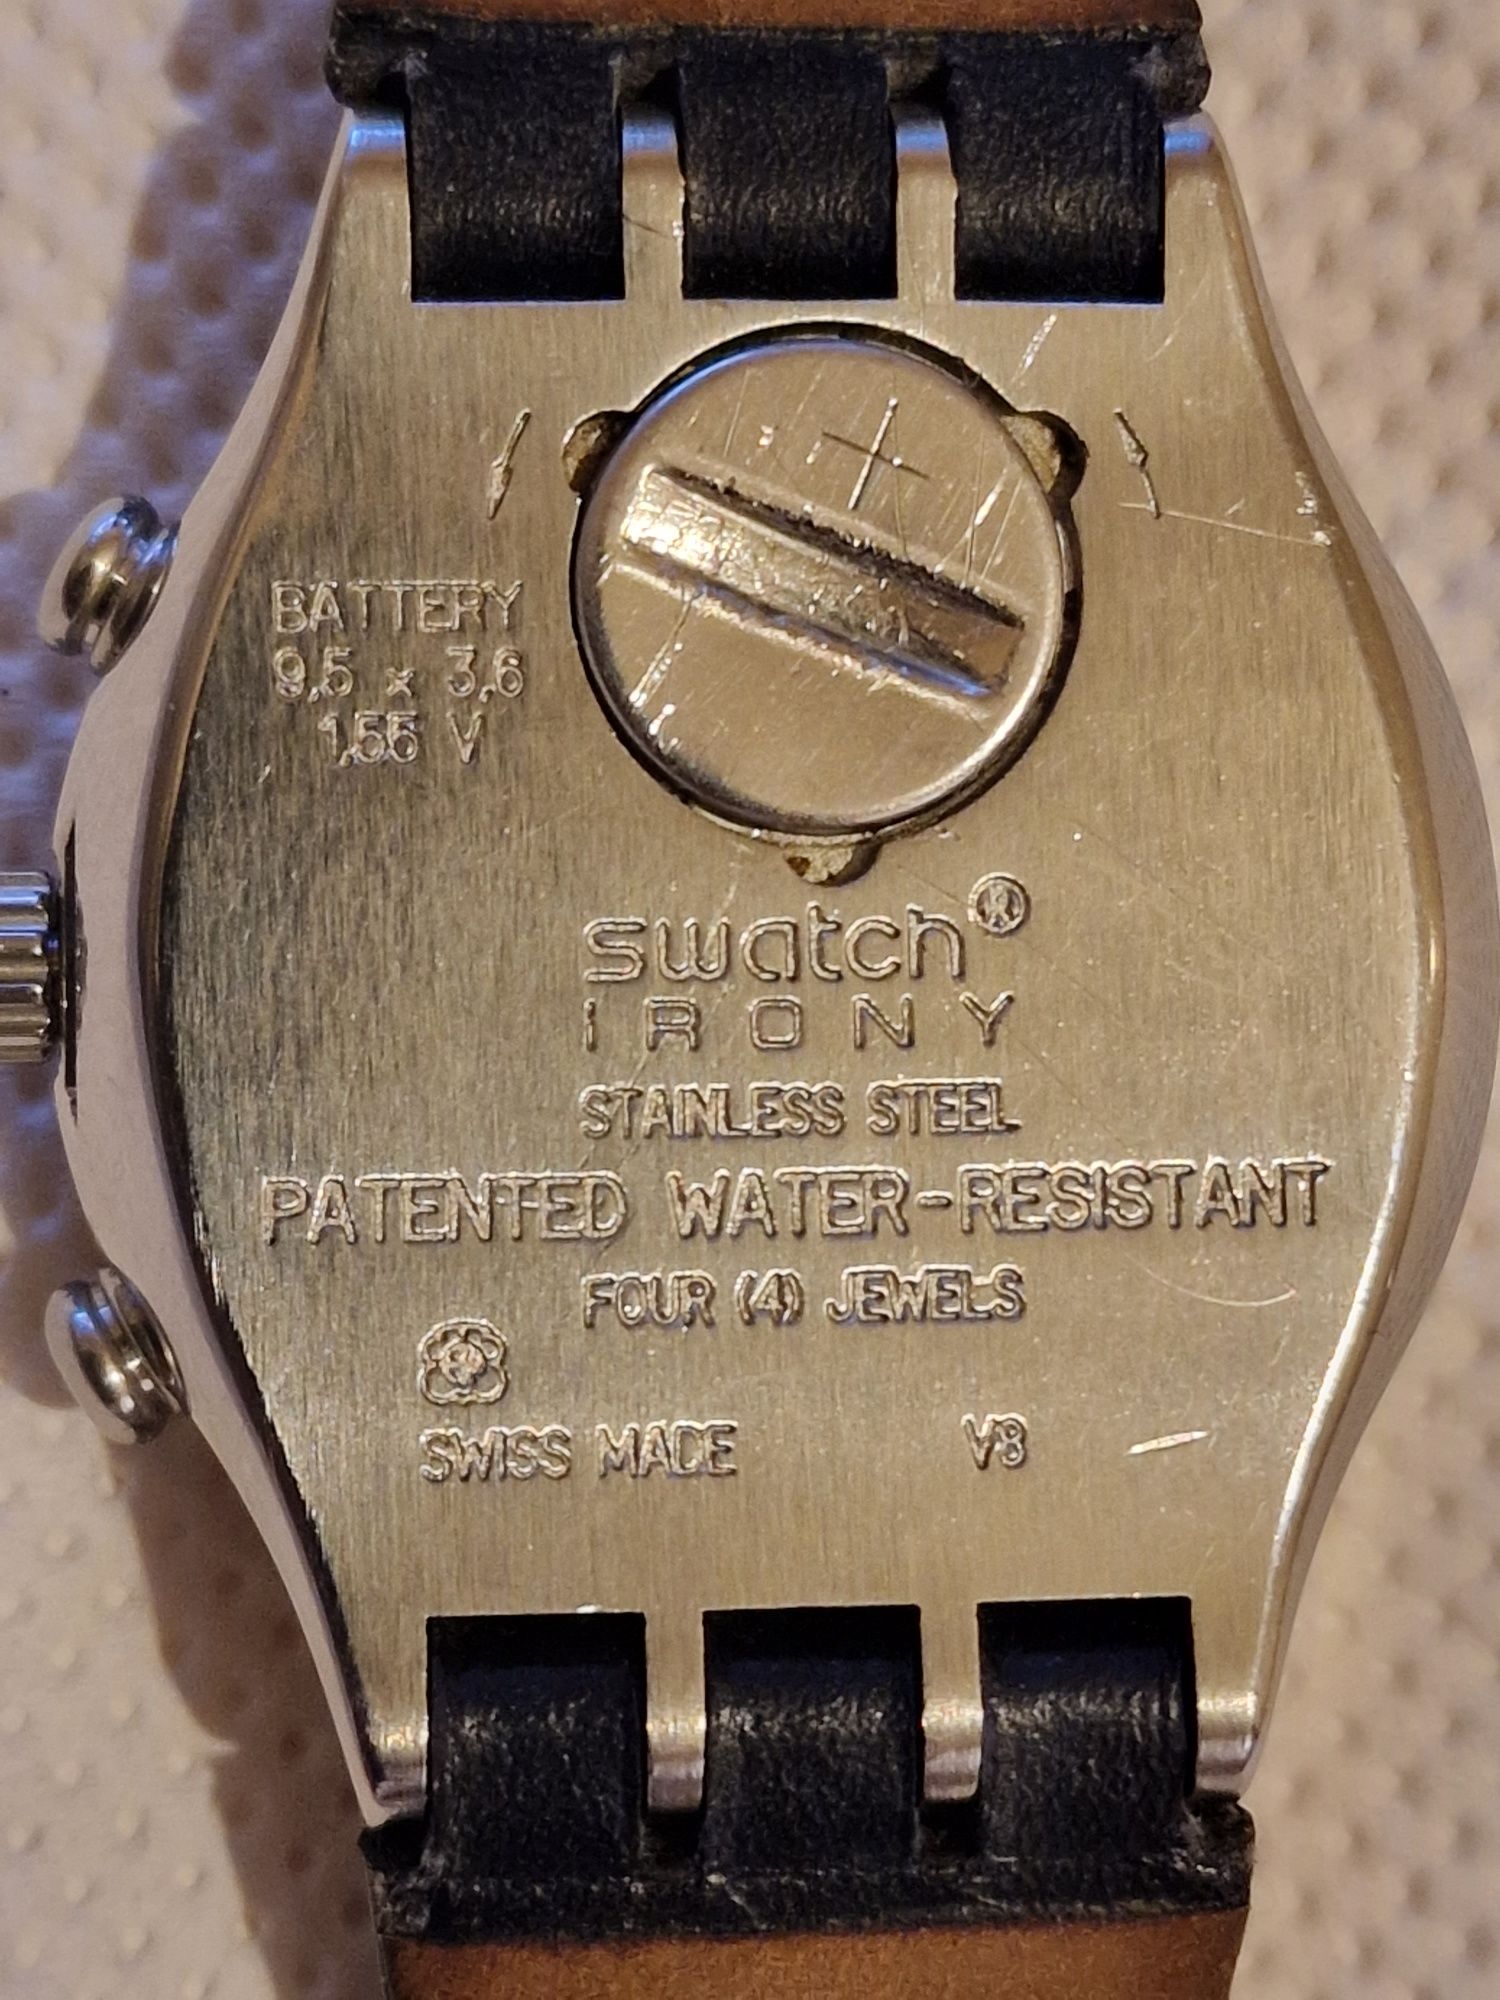 +
BATTERY
9,5 x 3,6
1.55 V
swatch®
IRONY
STAINLESS STEEL
PATENTED WATER-RESISTANT
FOUR (4) JEWELS
SWISS MADE V8